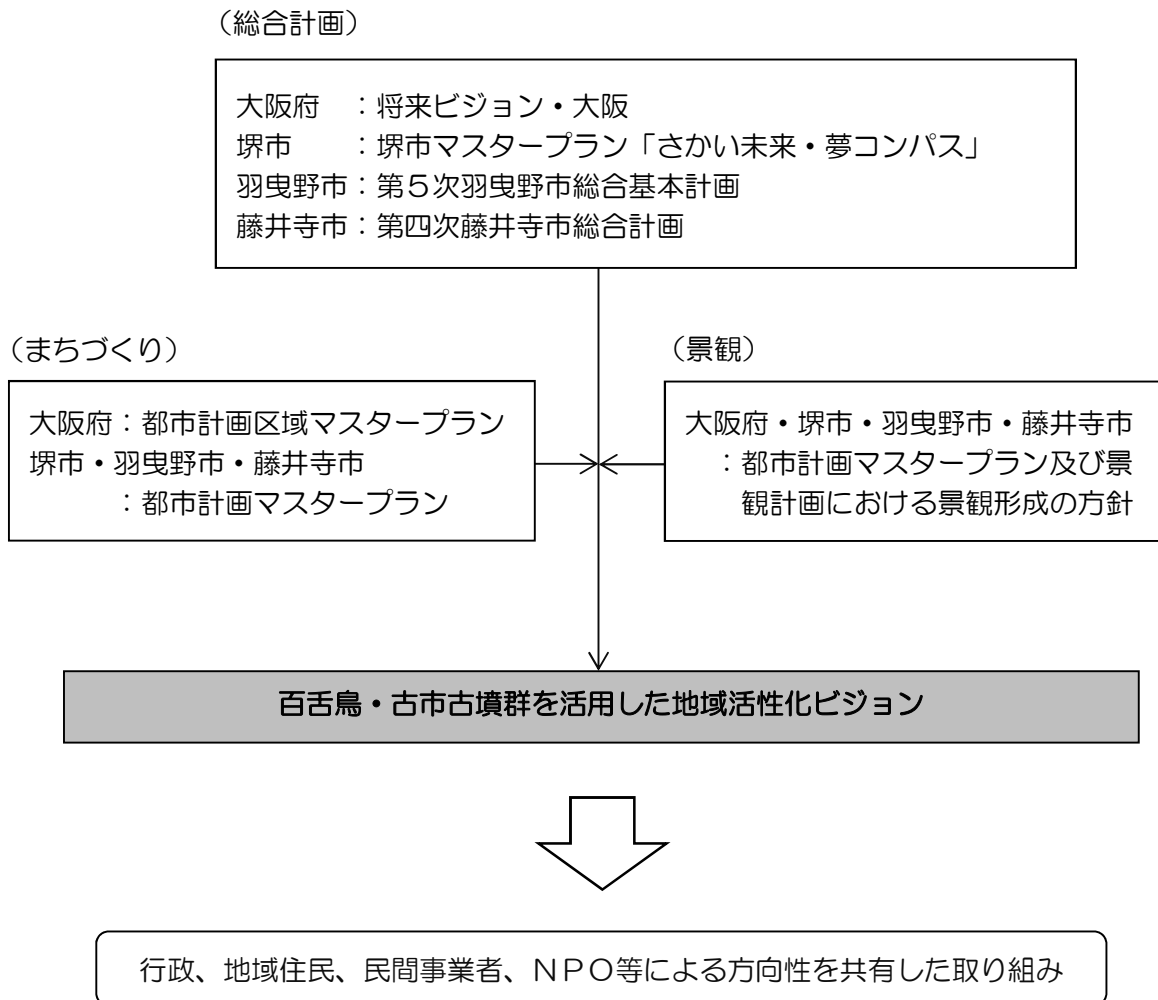 （総合計画）
大阪府　：将来ビジョン・大阪
堺市　　：堺市マスタープラン「さかい未来・夢コンパス」
羽曳野市：第５次羽曳野市総合基本計画
藤井寺市：第四次藤井寺市総合計画
（まちづくり）
大阪府：都市計画区域マスタープラン
堺市・羽曳野市・藤井寺市
：都市計画マスタープラン
（景観）
大阪府・堺市・羽曳野市・藤井寺市
：都市計画マスタープラン及び景
観計画における景観形成の方針
百舌鳥・古市古墳群を活用した地域活性化ビジョン
行政、地域住民、民間事業者、ＮＰＯ等による方向性を共有した取り組み